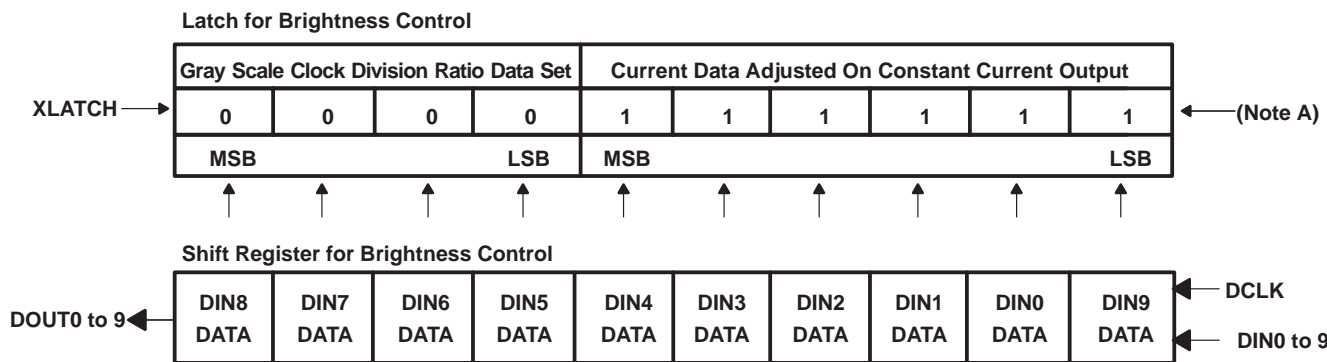 Latch for Brightness Control
Gray Scale Clock Division Ratio Data Set Current Data Adjusted On Constant Current Output
XLATCH 0 0 0 0 1 1 1 1 1 1 (Note A)
MSB LSB MSB LSB
Shift Register for Brightness Control
DOUT0 to 9 DIN8 DATA DIN7 DATA DIN6 DATA DIN5 DATA DIN4 DATA DIN3 DATA DIN2 DATA DIN1 DATA DIN0 DATA DIN9 DATA DCLK
DIN0 to 9